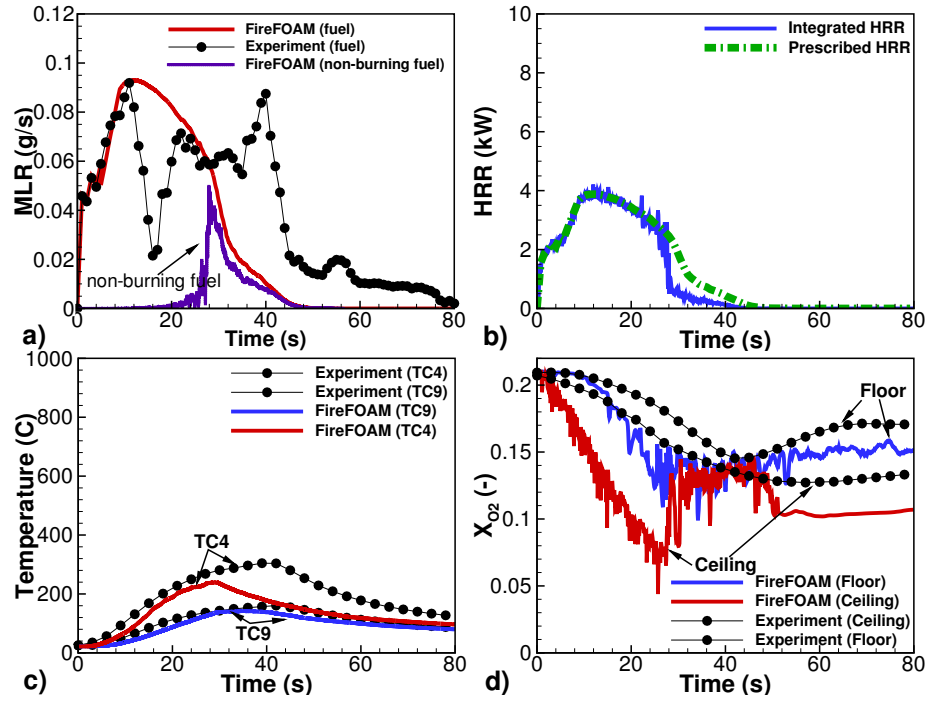 FireFOAM (fuel)
Experiment (fuel)
FireFOAM (non-burning fuel)
MLR (g/s)
0.12
0.1
0.08
0.06
0.04
0.02
0
non-burning fuel
0 20 40 60 80
Time (s)
a)
Integrated HRR
Prescribed HRR
HRR (kW)
10
8
6
4
2
0
0 20 40 60 80
Time (s)
b)
Experiment (TC4)
Experiment (TC9)
FireFOAM (TC9)
FireFOAM (TC4)
Temperature (C)
1000
800
600
400
200
0
TC4
TC9
0 20 40 60 80
Time (s)
c)
X_O2 (-)
0.2
0.15
0.1
0.05
0
Floor
Ceiling
FireFOAM (Floor)
FireFOAM (Ceiling)
Experiment (Ceiling)
Experiment (Floor)
0 20 40 60 80
Time (s)
d)